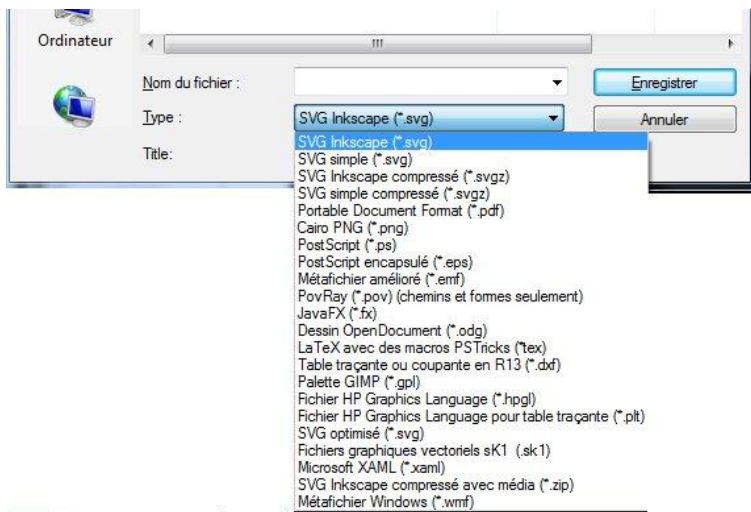 Ordinateur
Nom du fichier :
Enregistrer
Type :
SVG Inkscape (*.svg)
Annuler
Title:
SVG Inkscape (*.svg)
SVG simple (*.svg)
SVG Inkscape compressé (*.svgz)
SVG simple compressé (*.svgz)
Portable Document Format (*.pdf)
Cairo PNG (*.png)
PostScript (*.ps)
PostScript encapsulé (*.eps)
Métafichier amélioré (*.emf)
PovRay (*.pov) (chemins et formes seulement)
JavaFX (*.fx)
Dessin OpenDocument (*.odg)
LaTeX avec des macros PSTricks (*tex)
Table traçante ou coupante en R13 (*.dxf)
Palette GIMP (*.gpl)
Fichier HP Graphics Language (*.hpgl)
Fichier HP Graphics Language pour table traçante (*.plt)
SVG optimisé (*.svg)
Fichiers graphiques vectoriels sK1 (.sk1)
Microsoft XAML (*.xaml)
SVG Inkscape compressé avec média (*.zip)
Métafichier Windows (*.wmf)